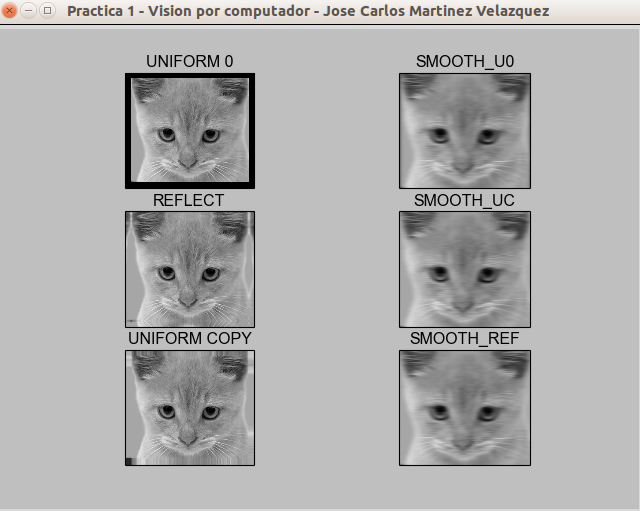 Practica 1 - Vision por computador - Jose Carlos Martinez Velazquez
UNIFORM 0
SMOOTH_U0
REFLECT
SMOOTH_UC
UNIFORM COPY
SMOOTH_REF